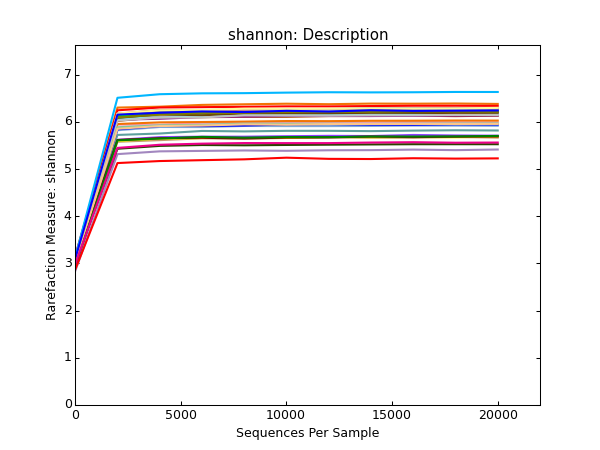 shannon: Description
Rarefaction Measure: shannon
7
6
5
4
3
2
1
0
0 5000 10000 15000 20000
Sequences Per Sample